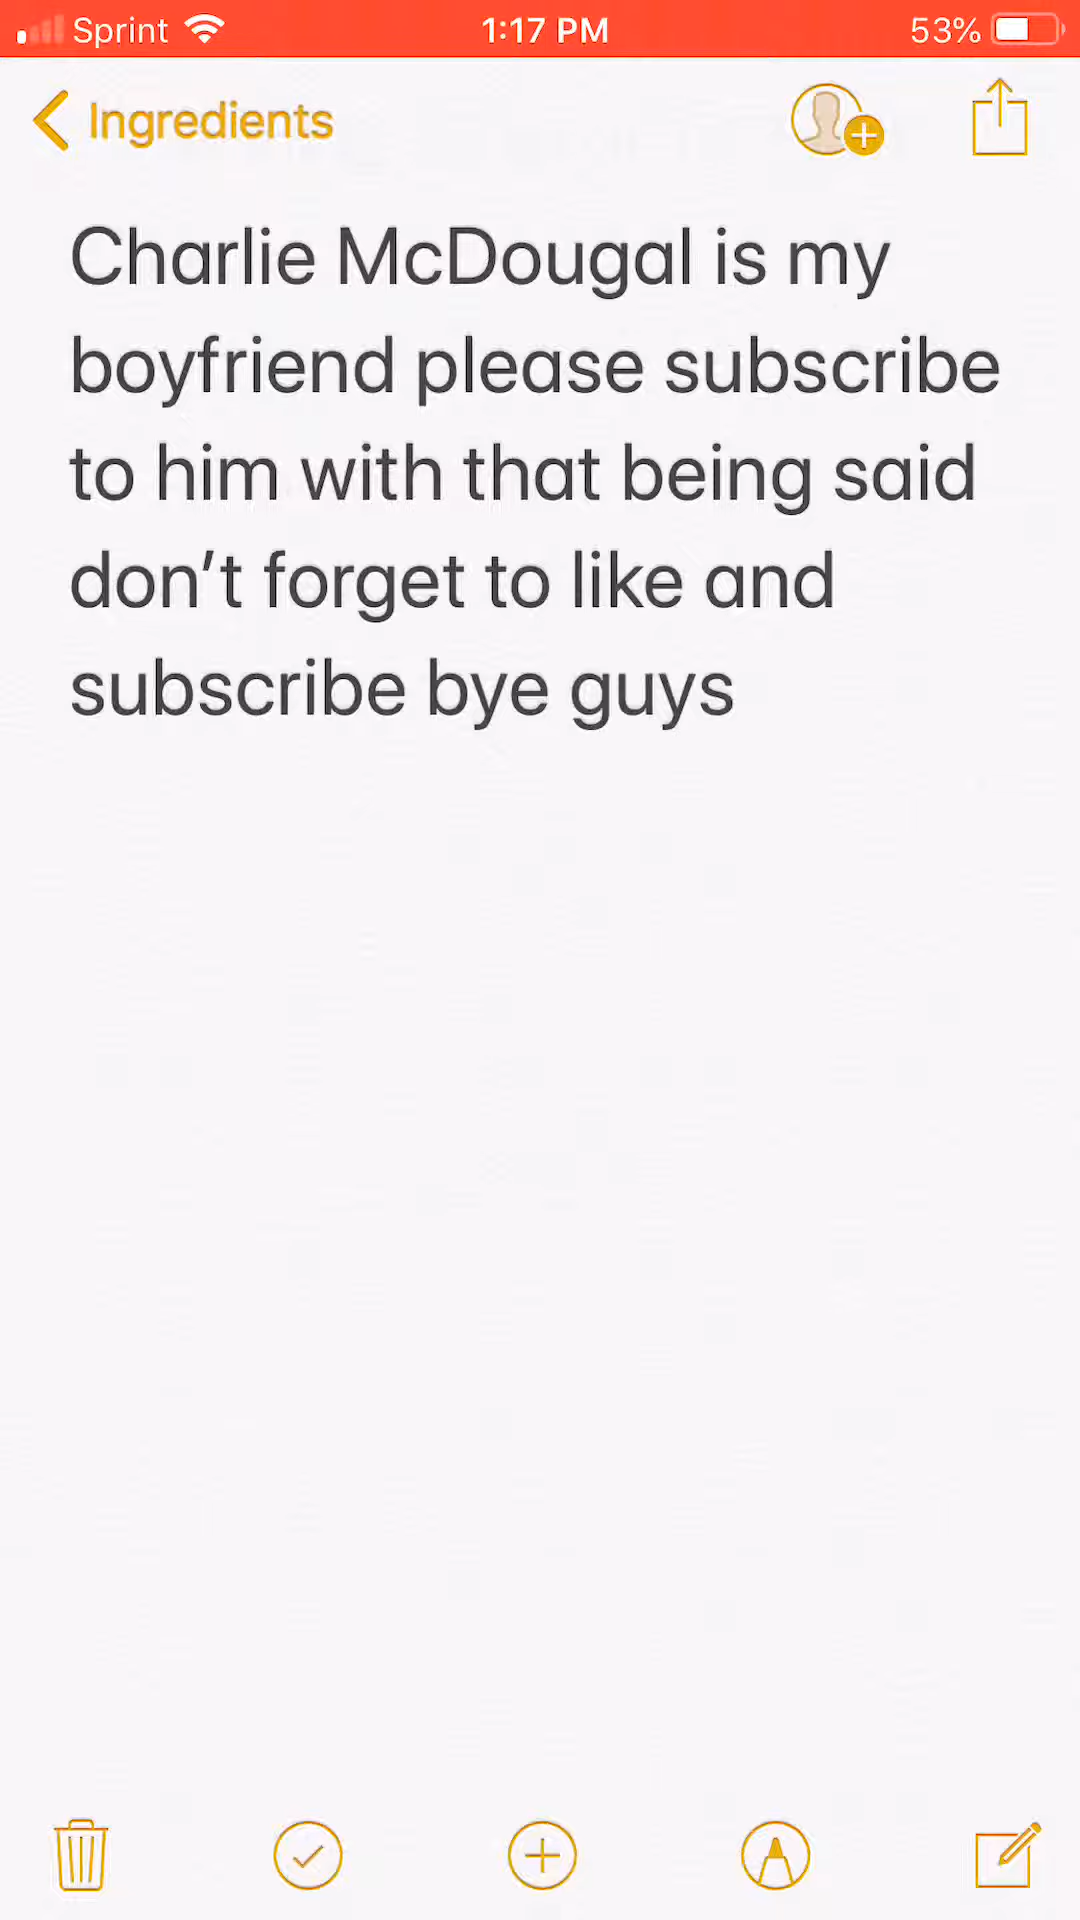 Sprint 1:17 PM 53%
Ingredients
Charlie McDougal is my
boyfriend please subscribe
to him with that being said
don't forget to like and
subscribe bye guys